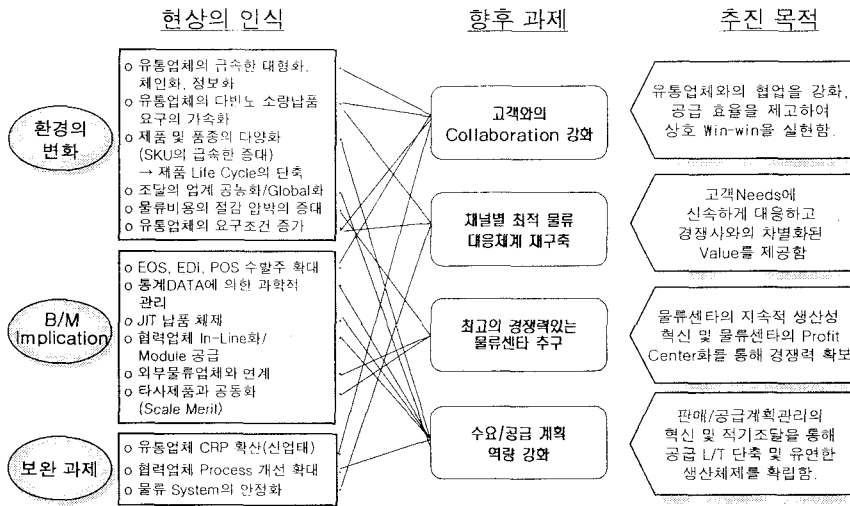 현상의 인식
향후 과제
추진 목적
환경의
변화
o 유통업체의 급속한 대형화,
체인화, 정보화
o 유통업체의 다빈도 소량납품
요구의 가속화
o 제품 및 품종의 다양화
(SKU의 급속한 증대)
→ 제품 Life Cycle의 단축
o 조달의 업계 공동화/Global화
o 물류비용의 절감 압박의 증대
o 유통업체의 요구조건 증가
B/M
Implication
o EOS, EDI, POS 수발주 확대
o 통계DATA에 의한 과학적
관리
o JIT 납품 체제
o 협력업체 In-Line화/
Module 공급
o 외부물류업체와 연계
o 타사제품과 공동화
(Scale Merit)
보완 과제
o 유통업체 CRP 확산(신업태)
o 협력업체 Process 개선 확대
o 물류 System의 안정화
고객와의
Collaboration 강화
채널별 최적 물류
대응체계 재구축
최고의 경쟁력있는
물류센타 추구
수요/공급 계획
역량 강화
유통업체와의 협업을 강화,
공급 효율을 제고하여
상호 Win-win을 실현함.
고객Needs에
신속하게 대응하고
경쟁사와의 차별화된
Value를 제공함
물류센타의 지속적 생산성
혁신 및 물류센타의 Profit
Center화를 통해 경쟁력 확보
판매/공급계획관리의
혁신 및 적기조달을 통해
공급 L/T 단축 및 유연한
생산체제를 확립함.